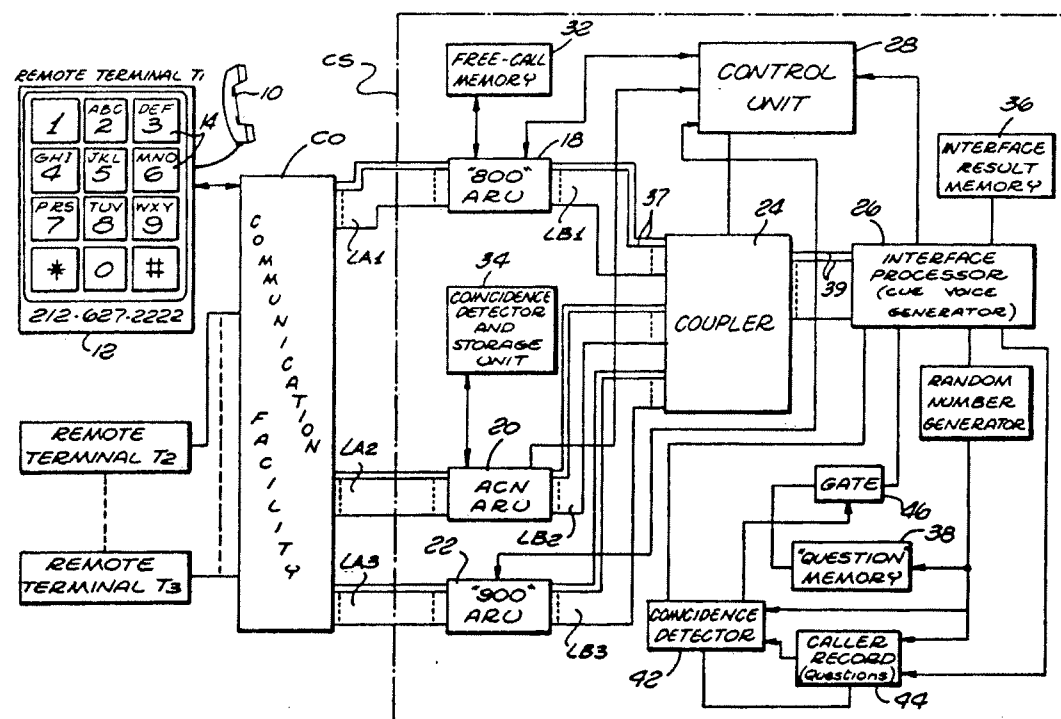 REMOTE TERMINAL T1
10
1
ABC
2
DEF
3
14
GHI
4
JKL
5
MNO
6
PRS
7
TUV
8
WXY
9
*
0
#
212-627-2222
12
REMOTE
TERMINAL T2
REMOTE
TERMINAL T3
CO
COMMUNICATION
FACILITY
CS
32
FREE-CALL
MEMORY
18
"800"
ARU
LA1
LB1
37
34
COINCIDENCE
DETECTOR
AND
STORAGE
UNIT
20
ACN
ARU
LA2
LB2
22
"900"
ARU
LA3
LB3
28
CONTROL
UNIT
24
COUPLER
39
36
INTERFACE
RESULT
MEMORY
26
INTERFACE
PROCESSOR
(CUE VOICE
GENERATOR)
RANDOM
NUMBER
GENERATOR
GATE
46
38
"QUESTION"
MEMORY
COINCIDENCE
DETECTOR
42
CALLER
RECORD
(Questions)
44